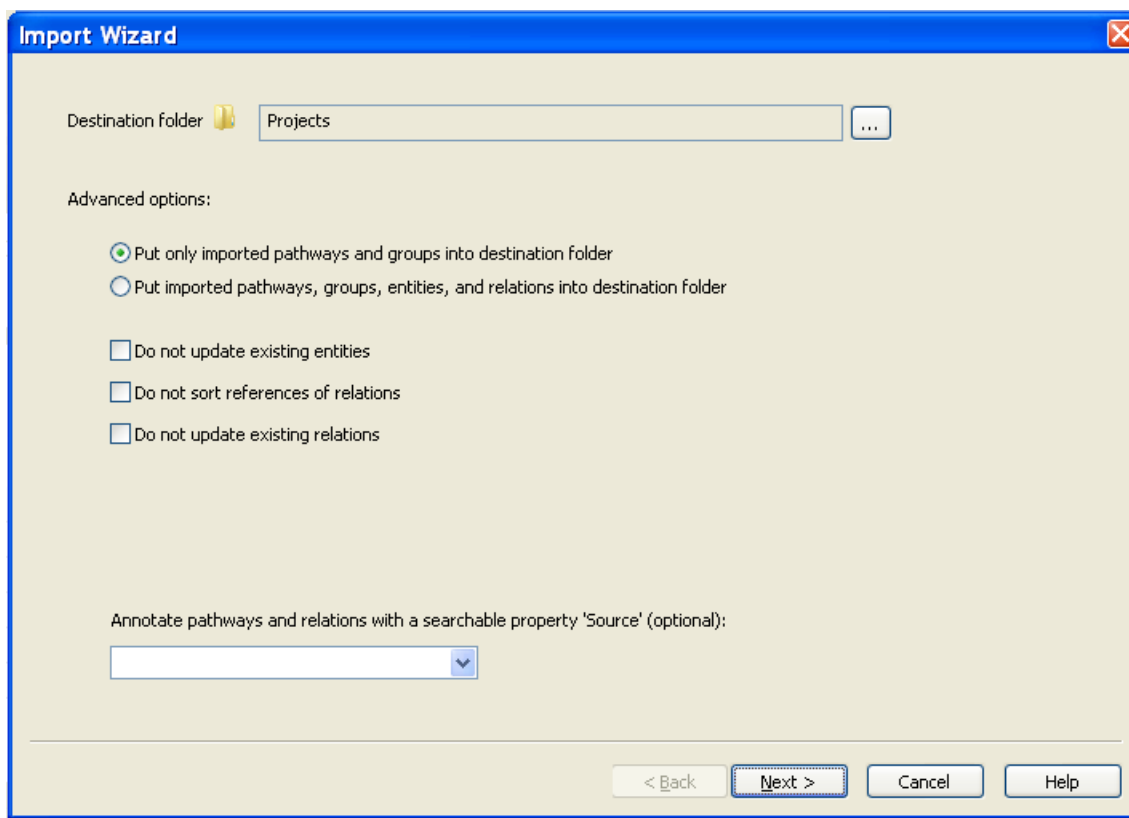 Import Wizard
Destination folder Projects ...
Advanced options:
Put only imported pathways and groups into destination folder
Put imported pathways, groups, entities, and relations into destination folder
Do not update existing entities
Do not sort references of relations
Do not update existing relations
Annotate pathways and relations with a searchable property 'Source' (optional):
< Back Next > Cancel Help